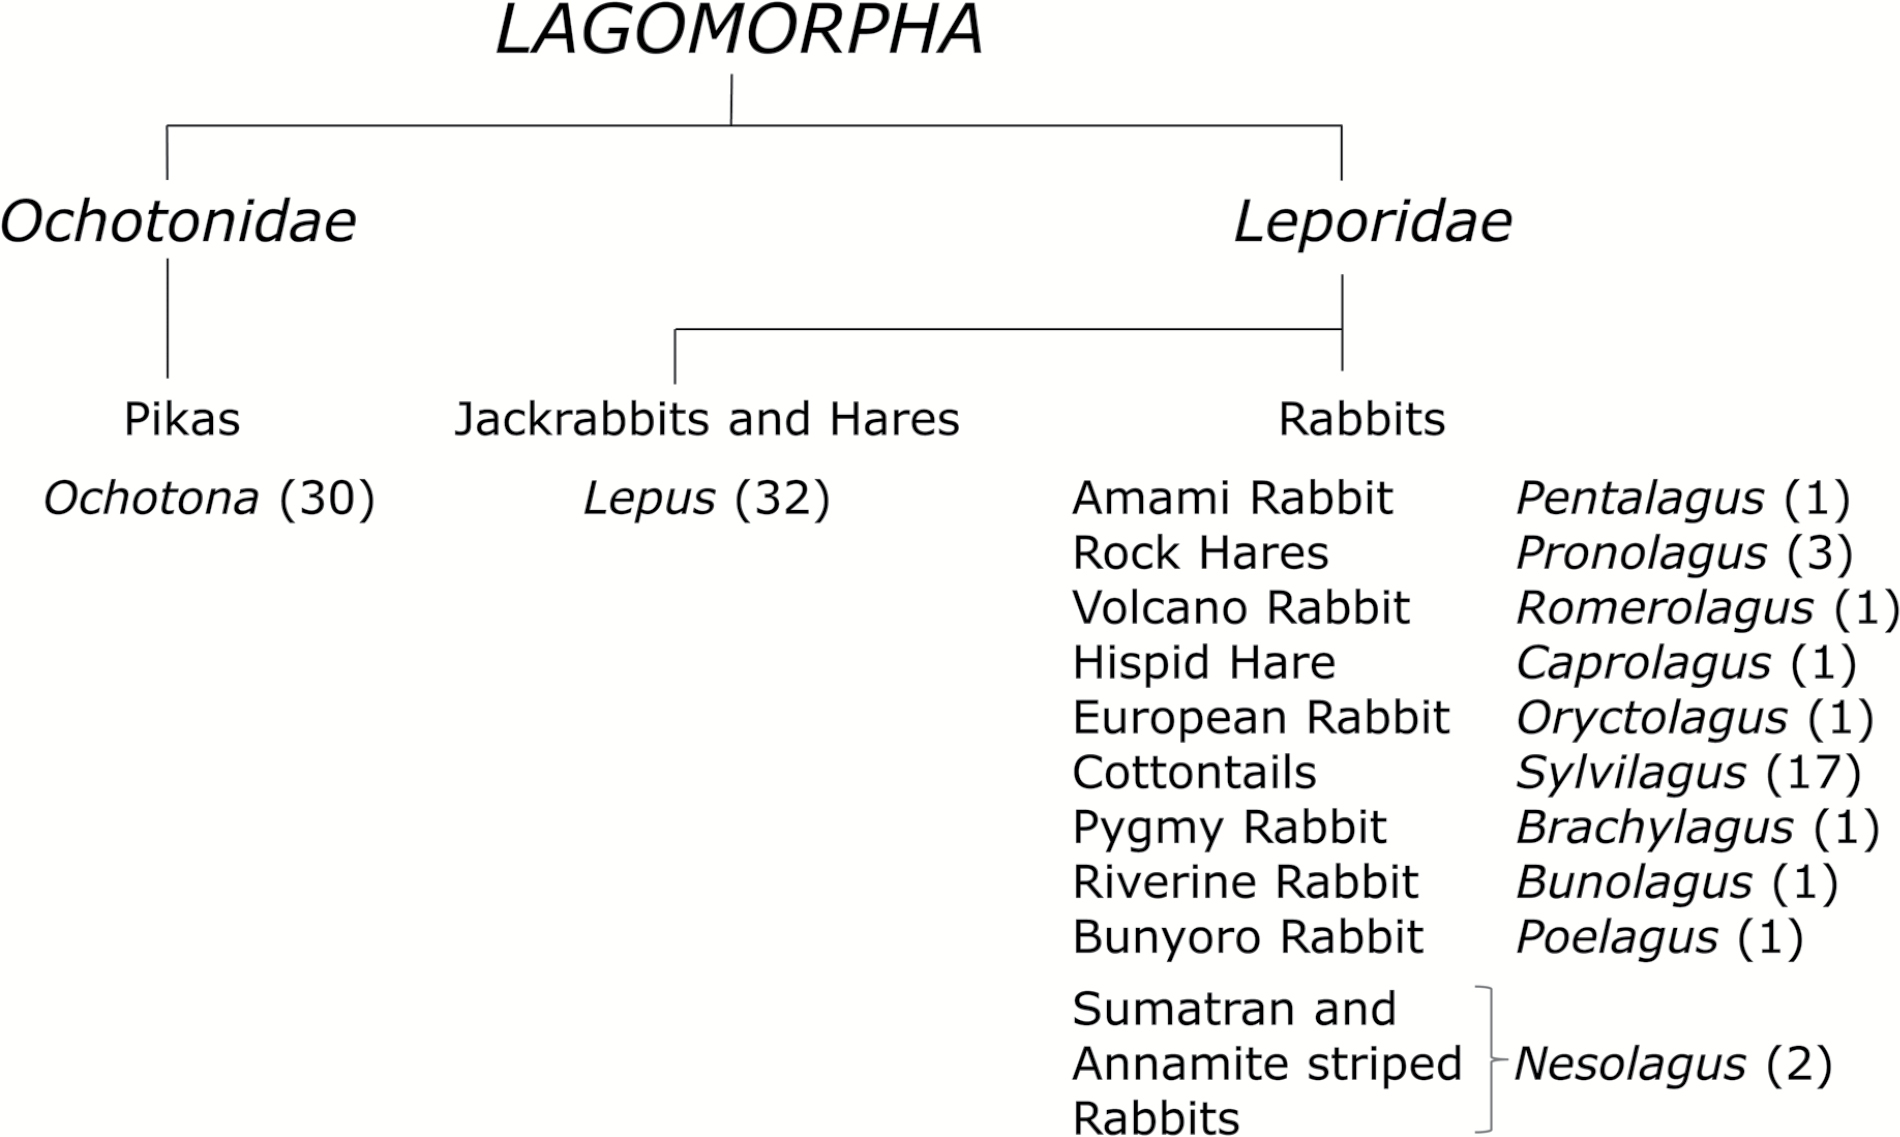 LAGOMORPHA
Ochotonidae
Leporidae
Pikas
Jackrabbits and Hares
Rabbits
Ochotona (30)
Lepus (32)
Amami Rabbit Pentalagus (1)
Rock Hares Pronolagus (3)
Volcano Rabbit Romerolagus (1)
Hispid Hare Caprolagus (1)
European Rabbit Oryctolagus (1)
Cottontails Sylvilagus (17)
Pygmy Rabbit Brachylagus (1)
Riverine Rabbit Bunolagus (1)
Bunyoro Rabbit Poelagus (1)
Sumatran and
Annamite striped Nesolagus (2)
Rabbits